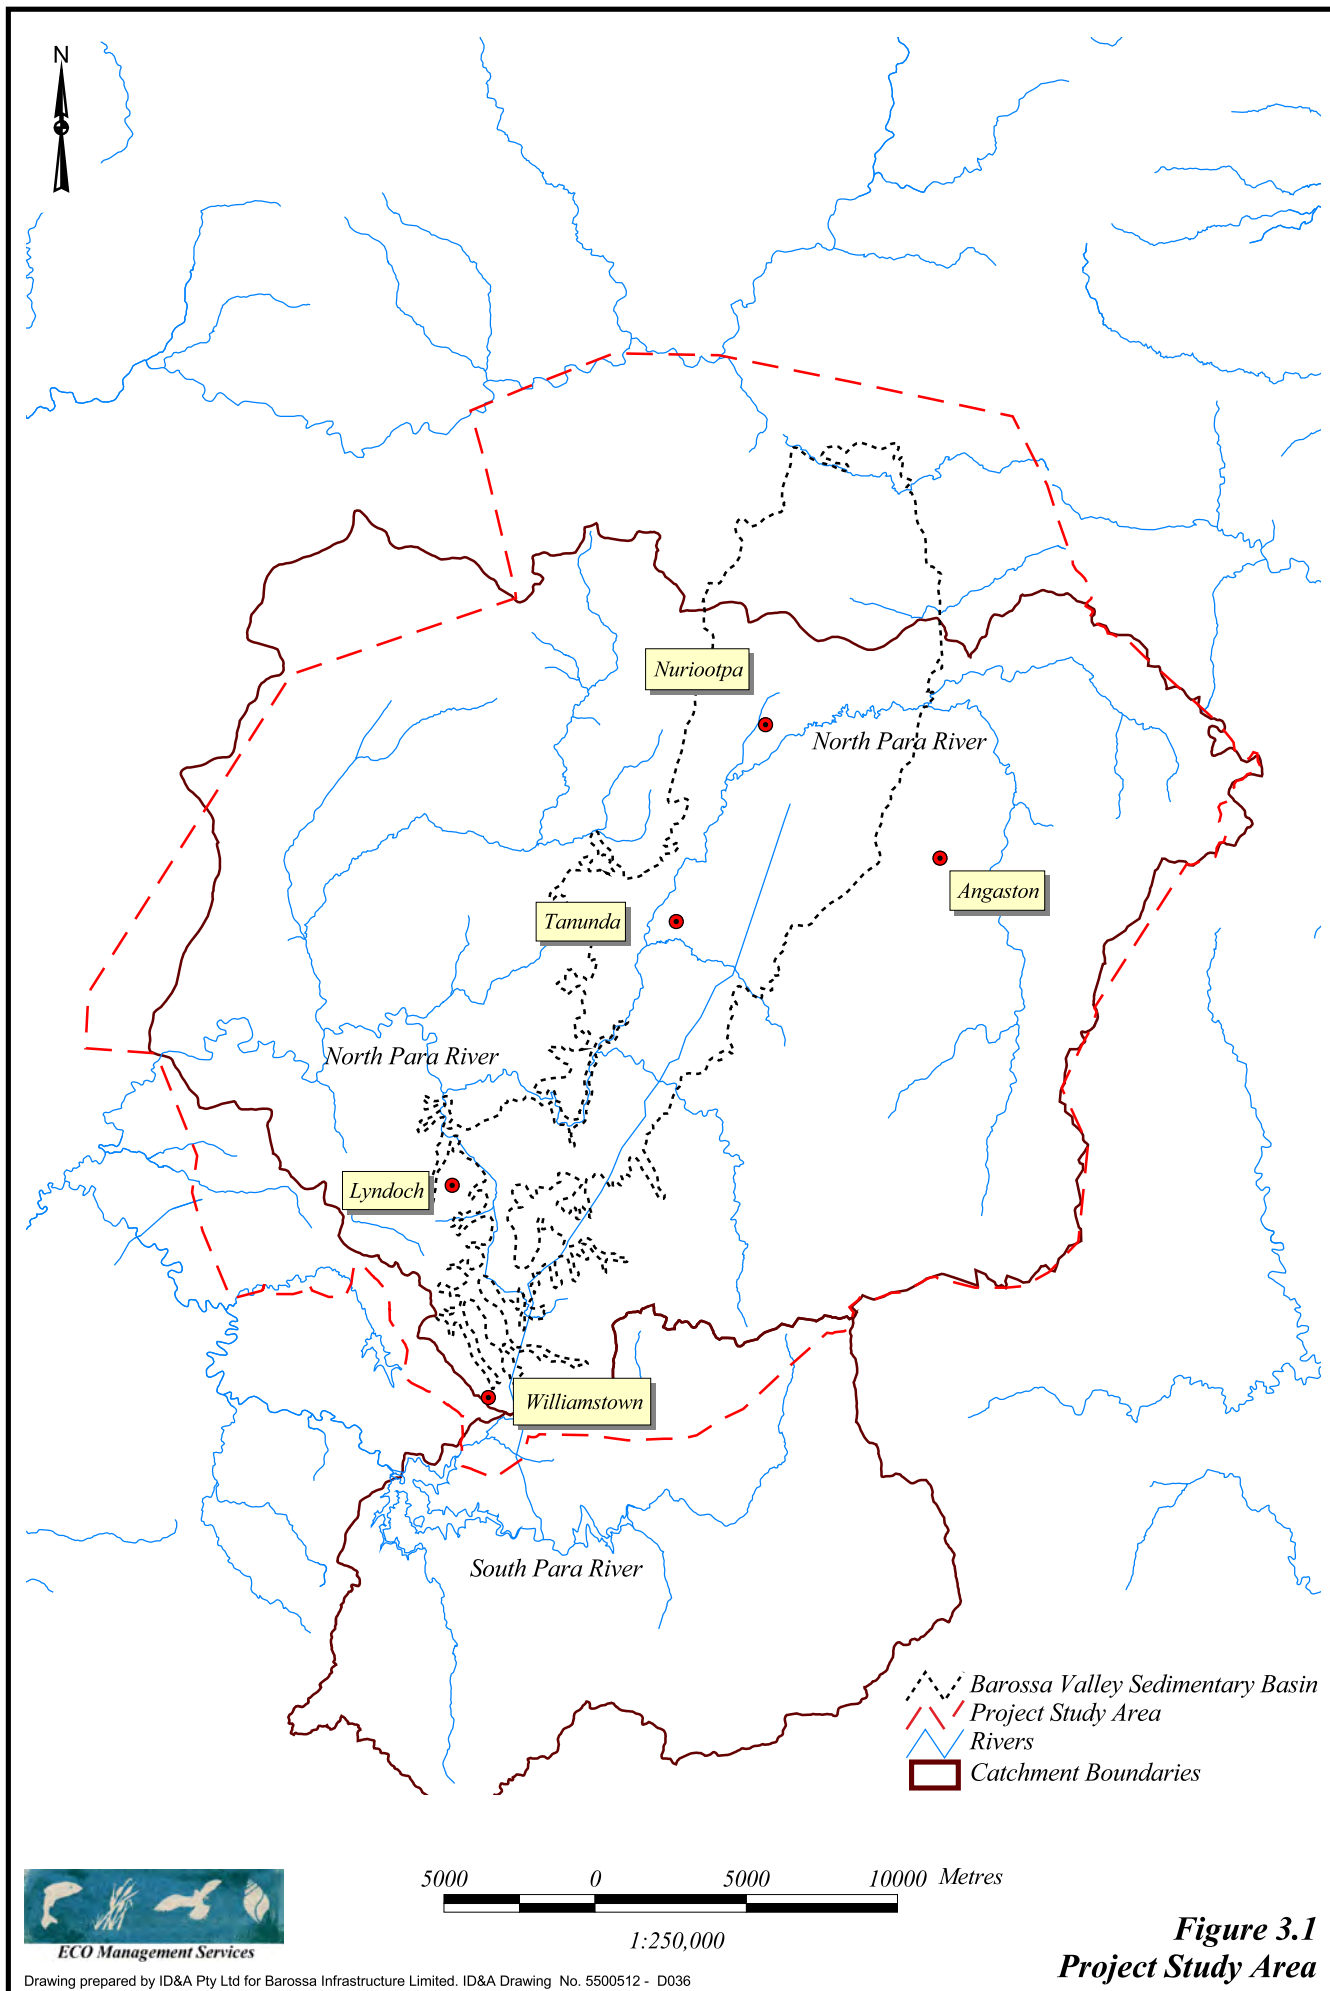 N
Nuriootpa
North Para River
Angaston
Tanunda
North Para River
Lyndoch
Williamstown
South Para River
Barossa Valley Sedimentary Basin
Project Study Area
Rivers
Catchment Boundaries
5000 0 5000 10000 Metres
1:250,000
ECO Management Services
Figure 3.1
Project Study Area
Drawing prepared by ID&A Pty Ltd for Barossa Infrastructure Limited. ID&A Drawing No. 5500512 - D036